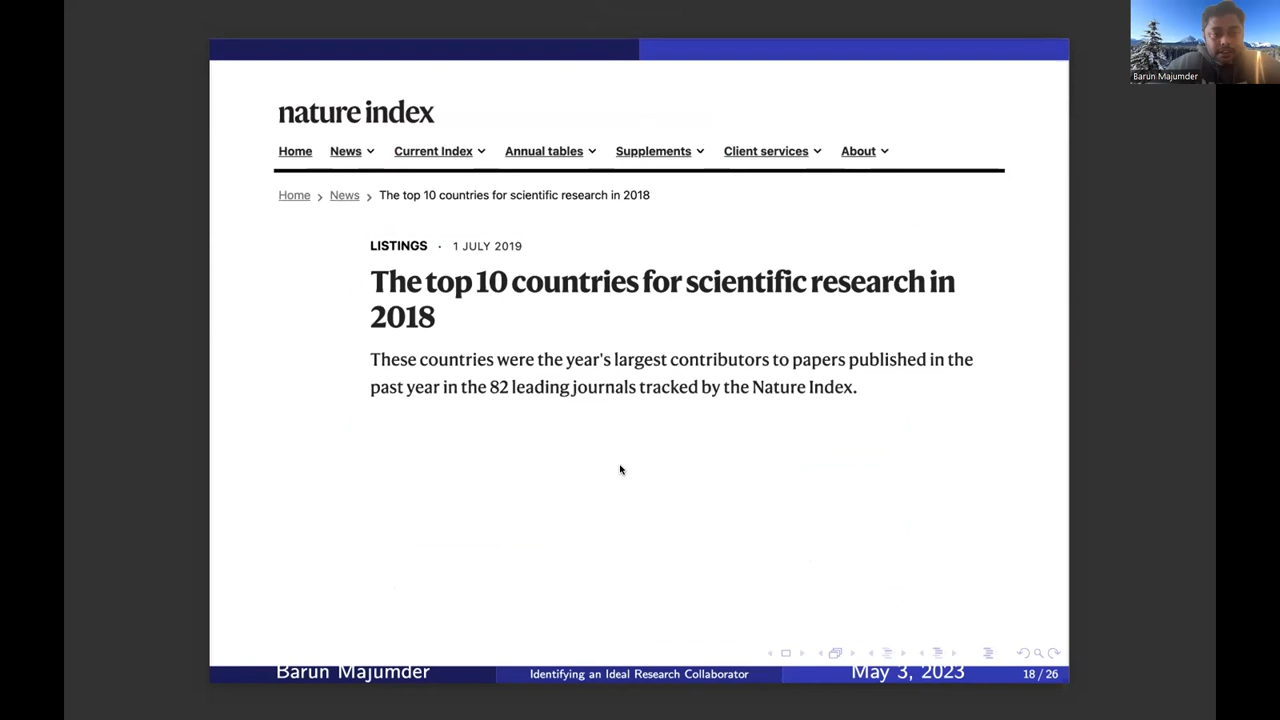 Barun Majumder
nature index
Home News Current Index Annual tables Supplements Client services About
Home > News > The top 10 countries for scientific research in 2018
LISTINGS · 1 JULY 2019
The top 10 countries for scientific research in
2018
These countries were the year's largest contributors to papers published in the
past year in the 82 leading journals tracked by the Nature Index.
Barun Majumder Identifying an Ideal Research Collaborator May 3, 2023 18 / 26